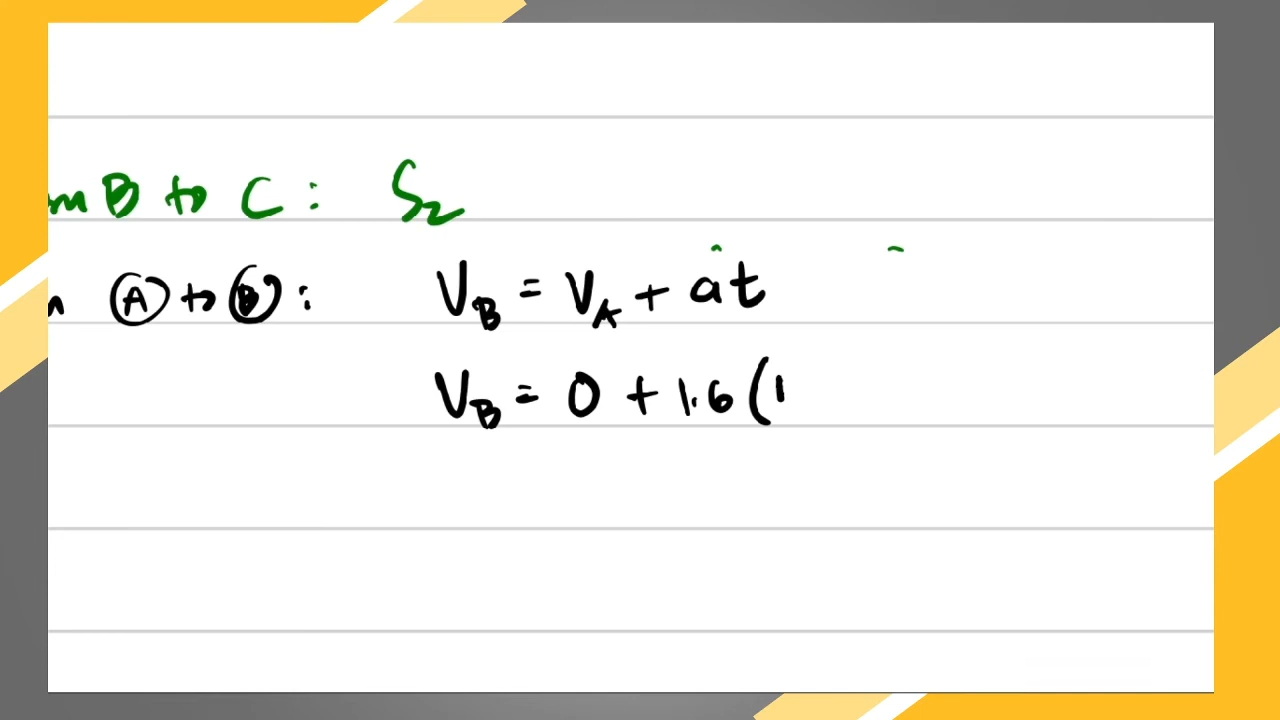 m B to C : S₂
Ⓐ to Ⓑ : V_B = V_A + at
V_B = 0 + 1.6 (1